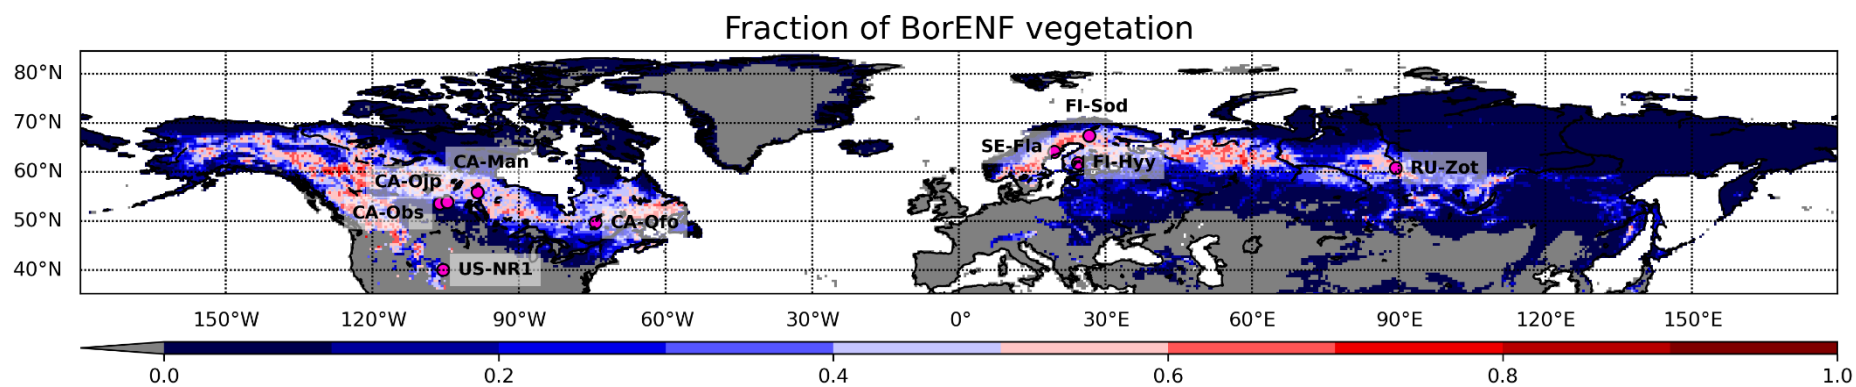 Fraction of BorENF vegetation
80°N
70°N
60°N
50°N
40°N
FI-Sod
SE-Fla
FI-Hyy
RU-Zot
CA-Man
CA-Ojp
CA-Obs
CA-Qfo
US-NR1
150°W 120°W 90°W 60°W 30°W 0° 30°E 60°E 90°E 120°E 150°E
0.0 0.2 0.4 0.6 0.8 1.0